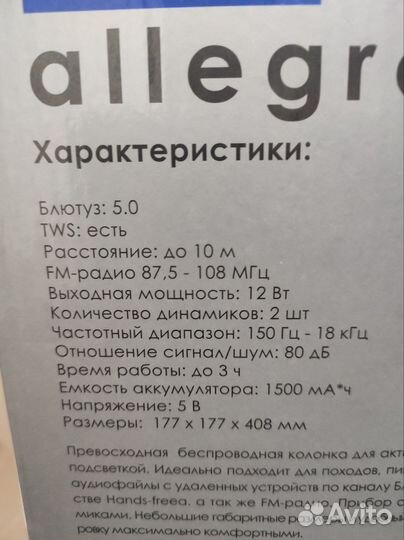 allegr
Характеристики:
Блютуз: 5.0
TWS: есть
Расстояние: до 10 м
FM-радио 87,5 - 108 МГц
Выходная мощность: 12 Вт
Количество динамиков: 2 шт
Частотный диапазон: 150 Гц - 18 кГц
Отношение сигнал/шум: 80 дБ
Время работы: до 3 ч
Емкость аккумулятора: 1500 мА*ч
Напряжение: 5 В
Размеры: 177 x 177 x 408 мм
Превосходная беспроводная колонка для акт
подсветкой. Идеально подходит для походов, пи
аудиофайлы с удаленных устройств по каналу Б
стве Hands-freeа, а так же FM-радио. Прибор с
миками. Небольшие габаритные
ровку максимально комфортными.
Avito